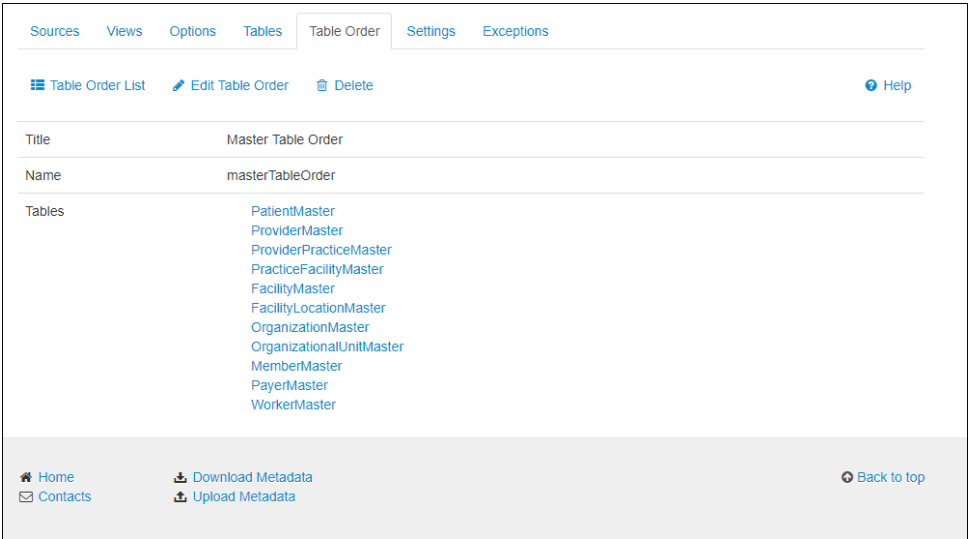 Sources Views Options Tables Table Order Settings Exceptions
Table Order List Edit Table Order Delete Help
Title Master Table Order
Name masterTableOrder
Tables PatientMaster
ProviderMaster
ProviderPracticeMaster
PracticeFacilityMaster
FacilityMaster
FacilityLocationMaster
OrganizationMaster
OrganizationalUnitMaster
MemberMaster
PayerMaster
WorkerMaster
Home Download Metadata Back to top
Contacts Upload Metadata